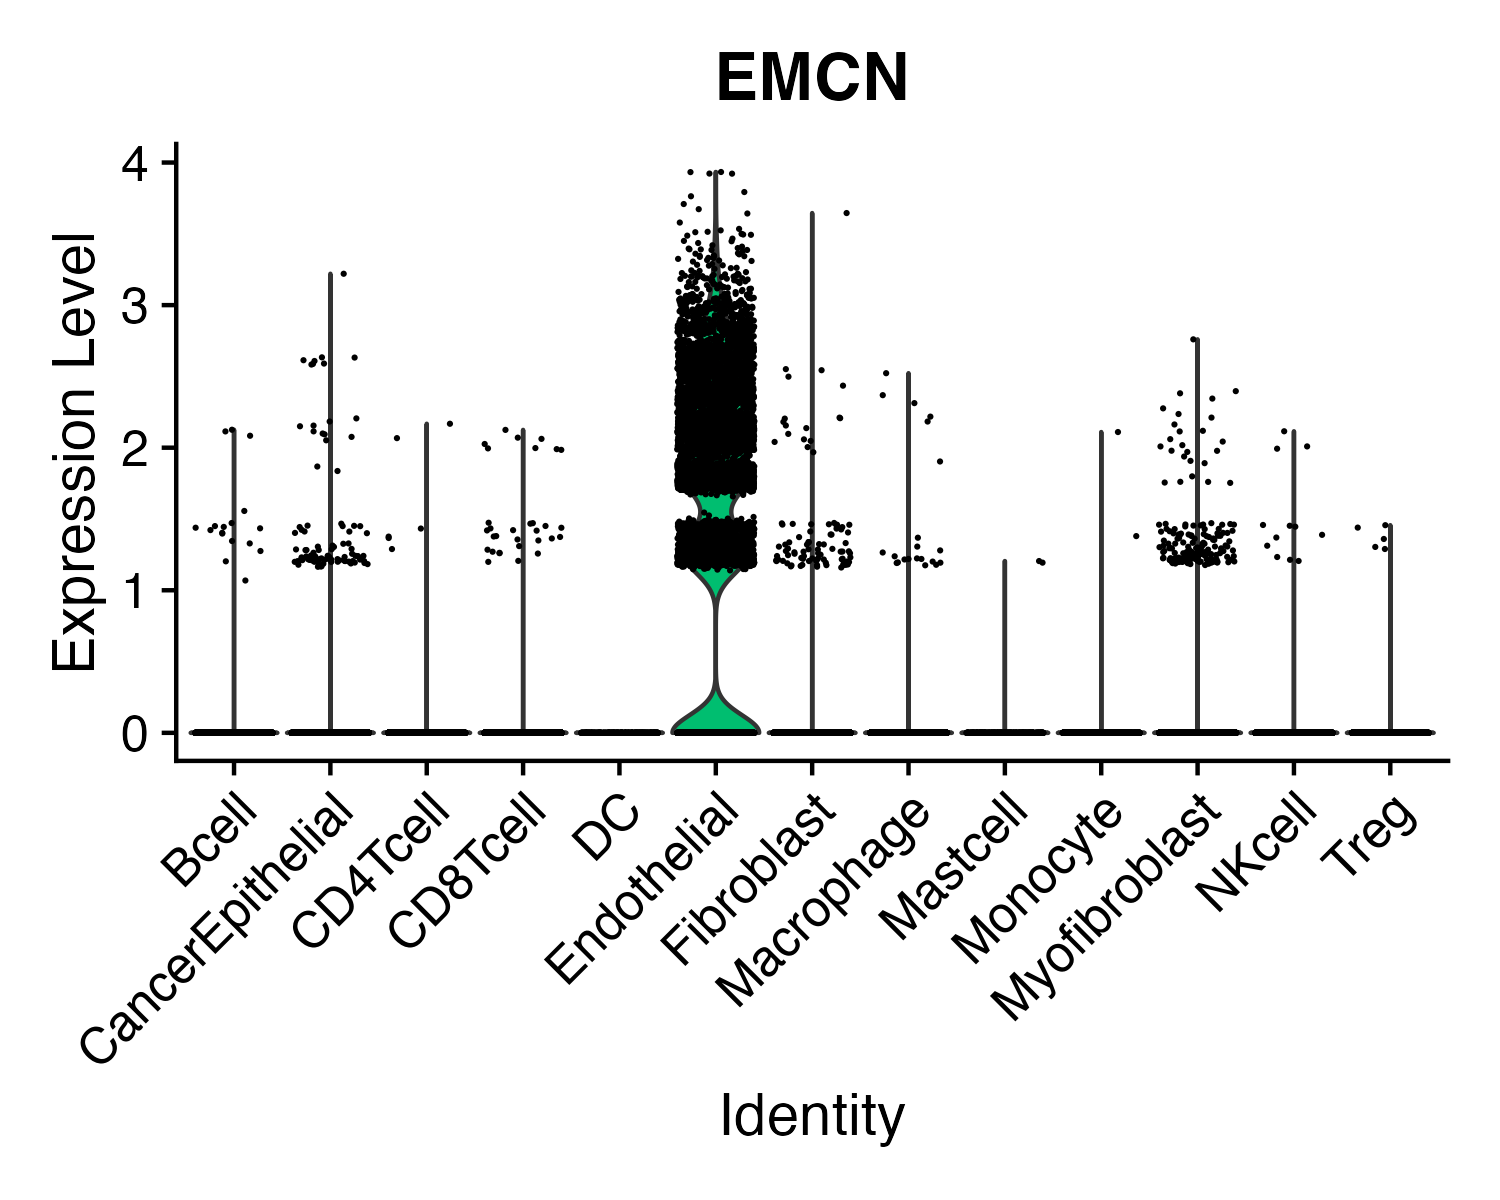 EMCN
Expression Level
4
3
2
1
0
Bcell
CancerEpithelial
CD4Tcell
CD8Tcell
DC
Endothelial
Fibroblast
Macrophage
Mastcell
Monocyte
Myofibroblast
NKcell
Treg
Identity